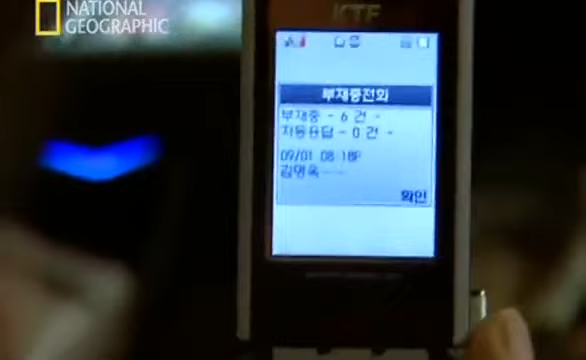 NATIONAL
GEOGRAPHIC
KTF
부재중전화
부재중 - 6 건 -
자동응답 - 0 건 -
09/01 08:18P
김명옥
확인